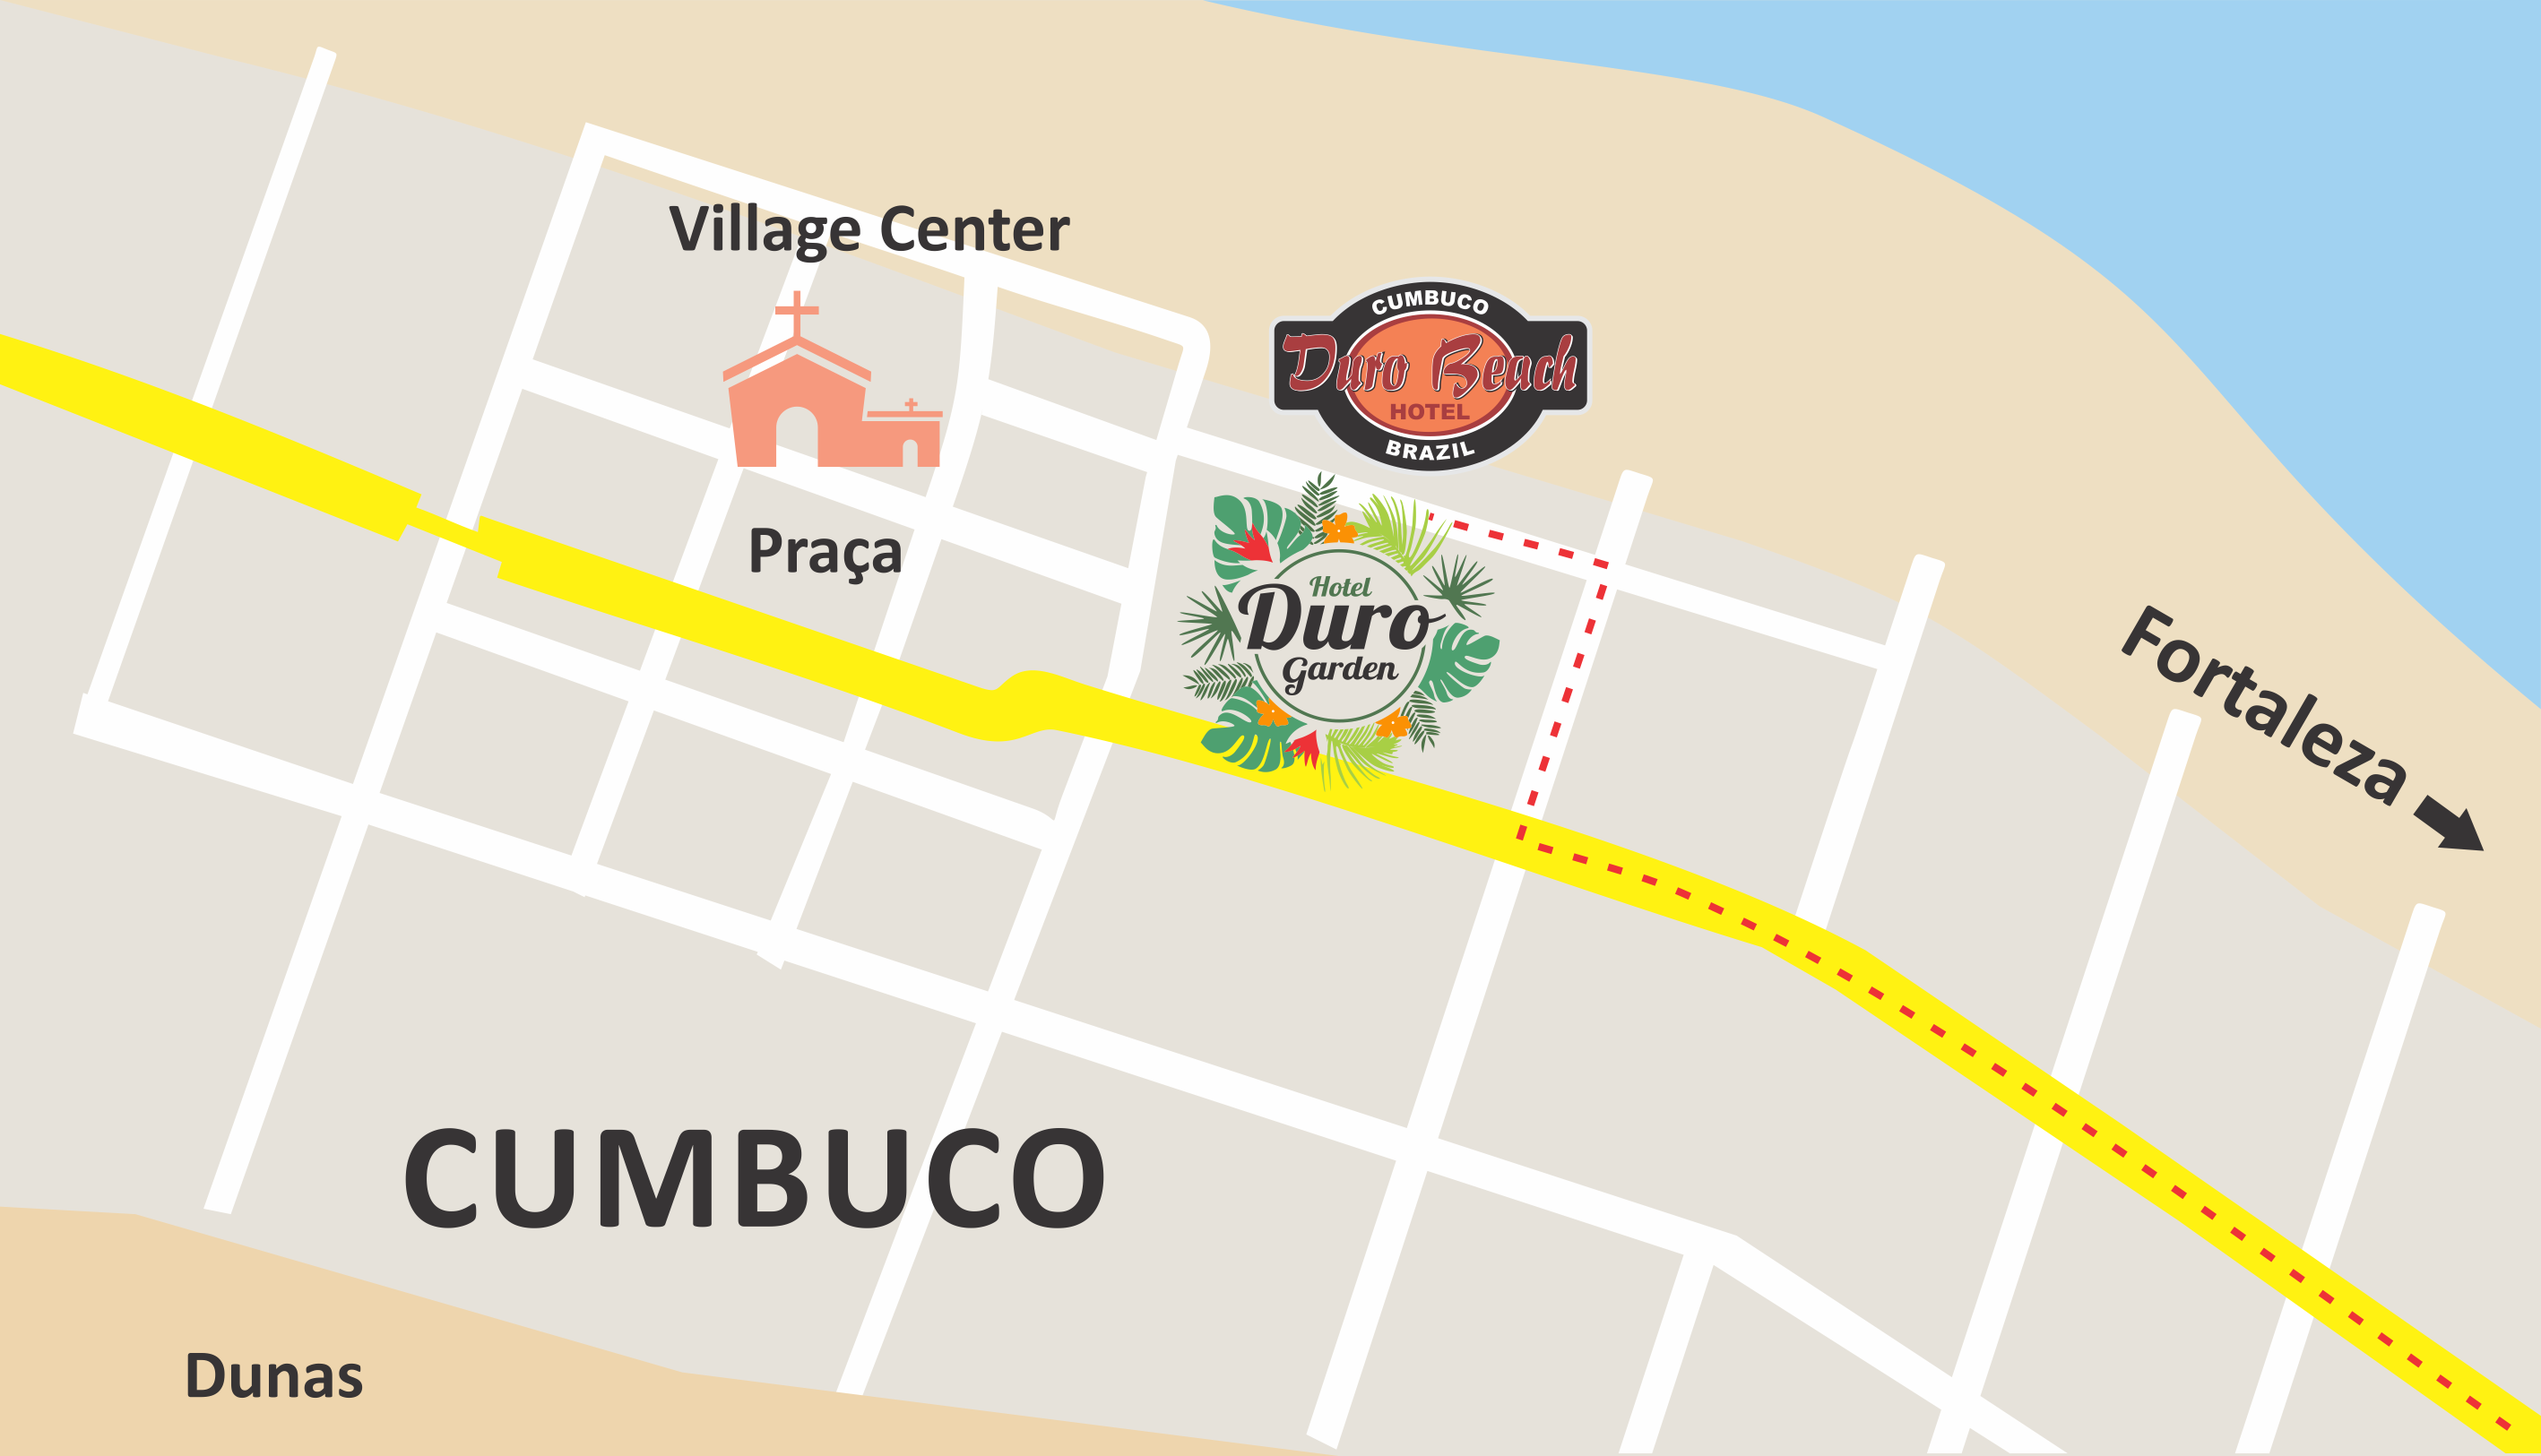 Village Center
CUMBUCO
Duro Beach
HOTEL
BRAZIL
Praça
Hotel
Duro
Garden
Fortaleza
CUMBUCO
Dunas